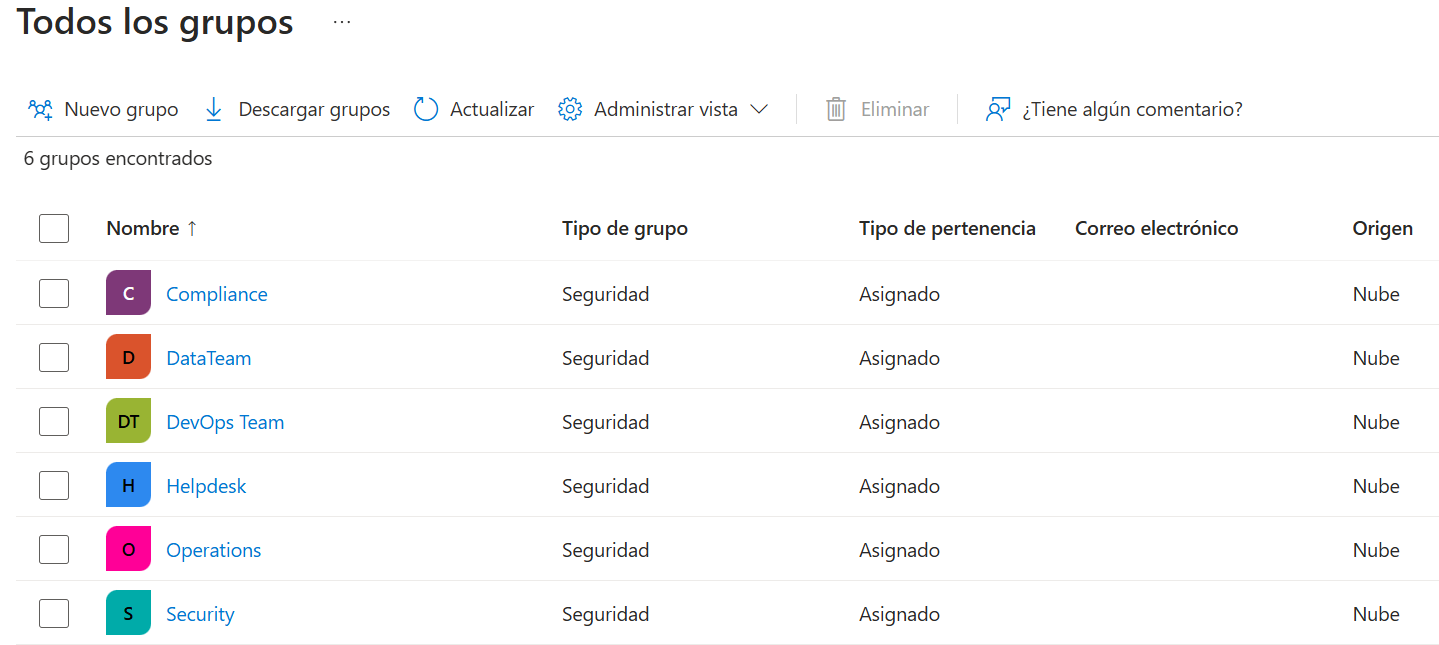 Todos los grupos ...
Nuevo grupo Descargar grupos Actualizar Administrar vista Eliminar ¿Tiene algún comentario?
6 grupos encontrados
Nombre ↑ Tipo de grupo Tipo de pertenencia Correo electrónico Origen
C Compliance Seguridad Asignado Nube
D DataTeam Seguridad Asignado Nube
DT DevOps Team Seguridad Asignado Nube
H Helpdesk Seguridad Asignado Nube
O Operations Seguridad Asignado Nube
S Security Seguridad Asignado Nube